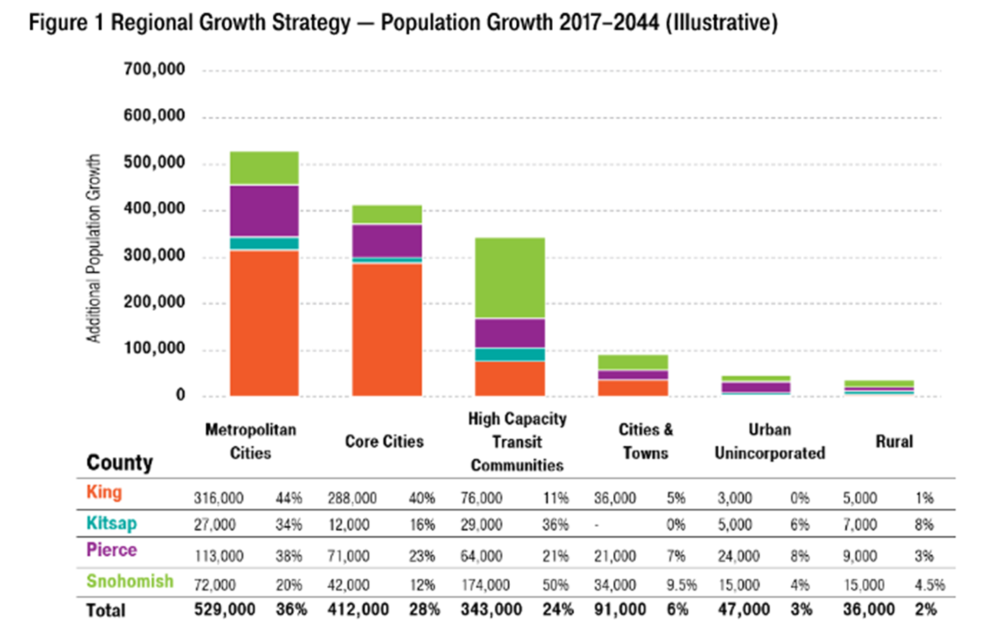 Figure 1 Regional Growth Strategy — Population Growth 2017–2044 (Illustrative)
700,000
600,000
500,000
400,000
300,000
200,000
100,000
0
Additional Population Growth
Metropolitan
Cities
Core Cities
High Capacity
Transit
Communities
Cities &
Towns
Urban
Unincorporated
Rural
County
King 316,000 44% 288,000 40% 76,000 11% 36,000 5% 3,000 0% 5,000 1%
Kitsap 27,000 34% 12,000 16% 29,000 36% - 0% 5,000 6% 7,000 8%
Pierce 113,000 38% 71,000 23% 64,000 21% 21,000 7% 24,000 8% 9,000 3%
Snohomish 72,000 20% 42,000 12% 174,000 50% 34,000 9.5% 15,000 4% 15,000 4.5%
Total 529,000 36% 412,000 28% 343,000 24% 91,000 6% 47,000 3% 36,000 2%